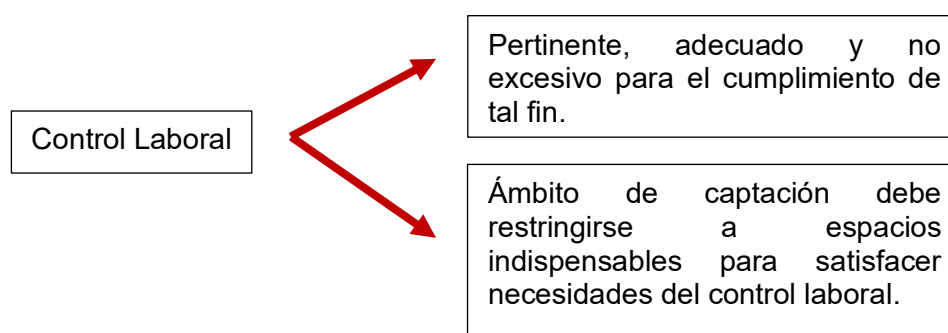 Control Laboral
Pertinente, adecuado y no
excesivo para el cumplimiento de
tal fin.
Ámbito de captación debe
restringirse a espacios
indispensables para satisfacer
necesidades del control laboral.